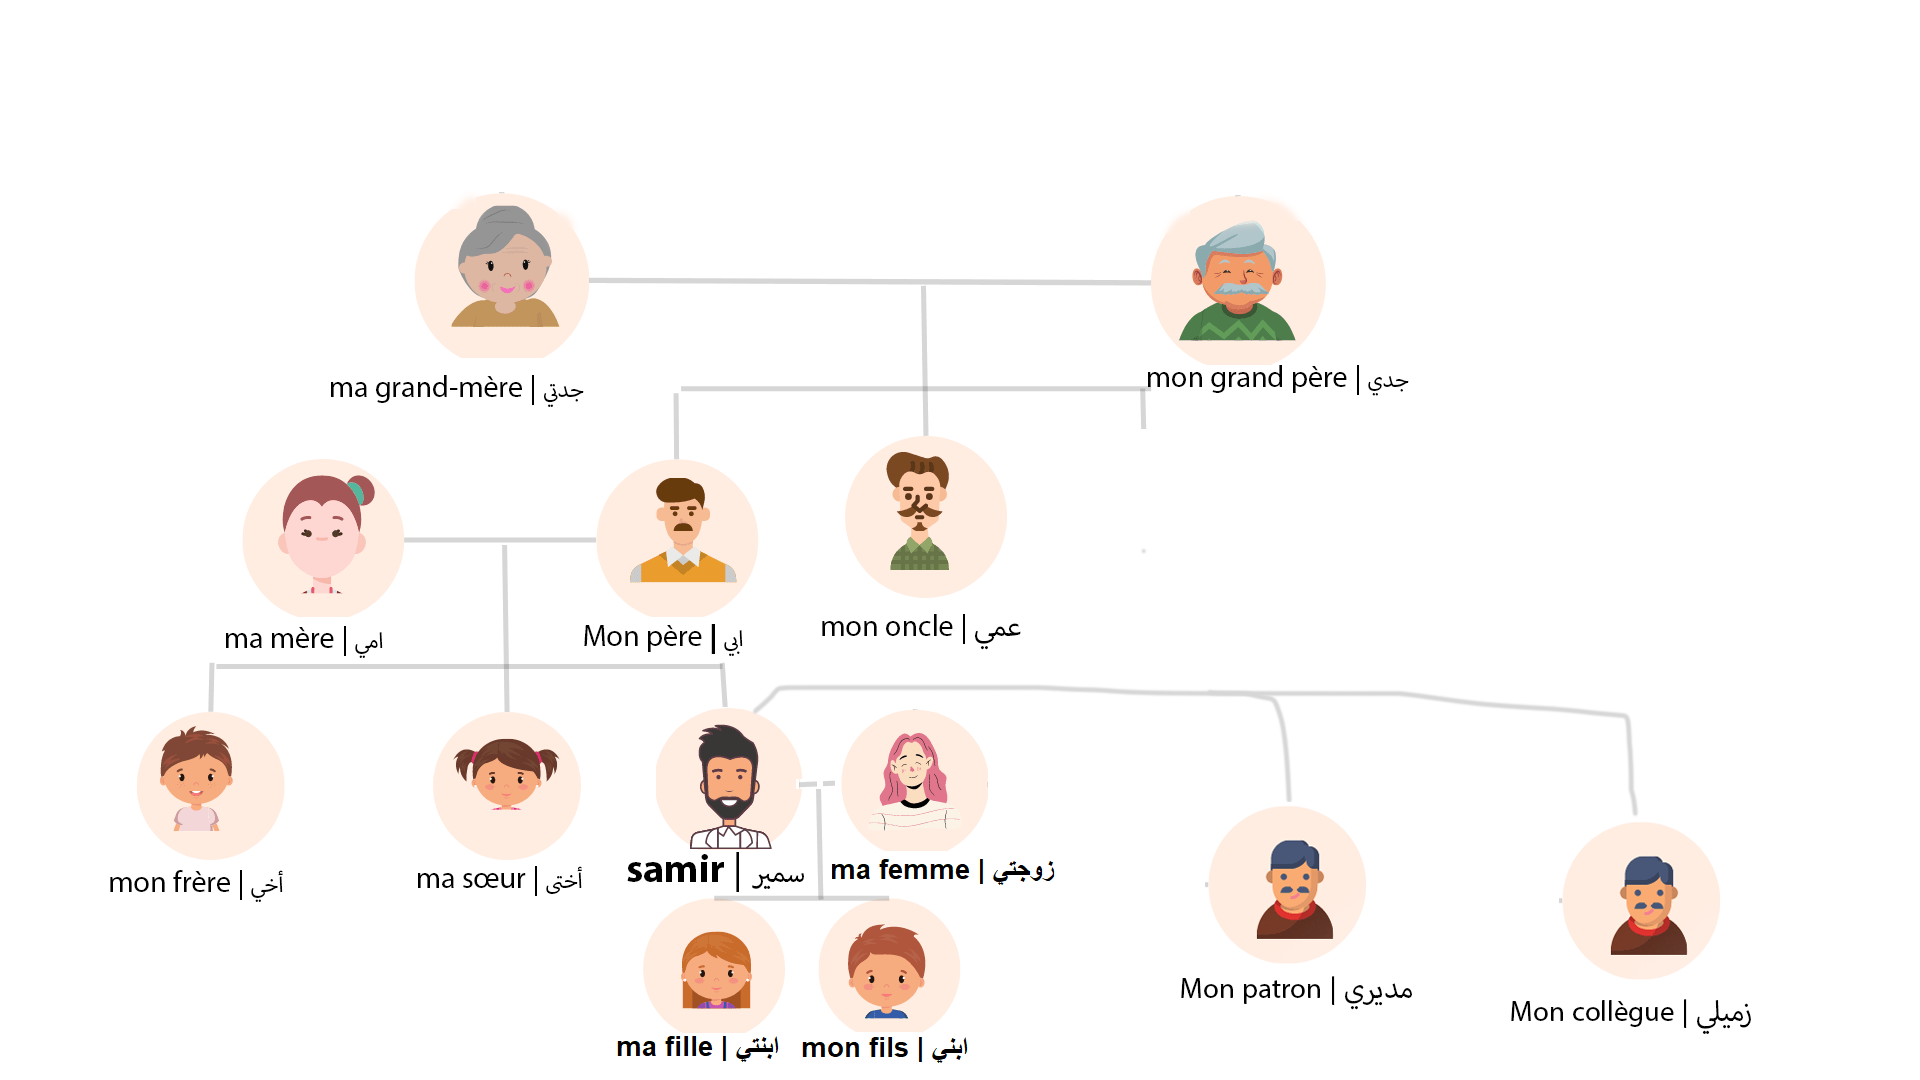 ma grand-mère | جدتي
mon grand père | جدي
ma mère | امي
Mon père | ابي
mon oncle | عمي
mon frère | أخي
ma sœur | أختى
samir | سمير
ma femme | زوجتي
ma fille | ابنتي
mon fils | ابني
Mon patron | مديري
Mon collègue | زميلي